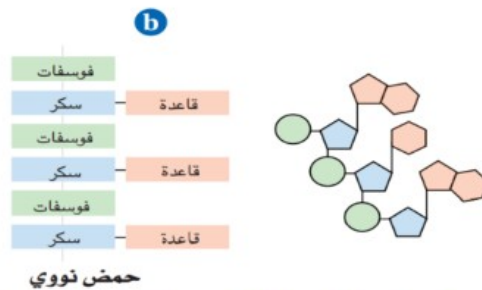 b
فوسفات
سكر قاعدة
فوسفات
سكر قاعدة
فوسفات
سكر قاعدة
حمض نووي